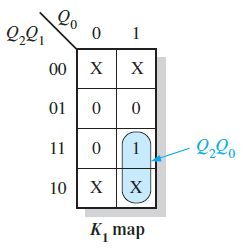 Q₀
Q₂Q₁ 0 1
00 X X
01 0 0
11 0 1 Q₂Q₀
10 X X
K₁ map